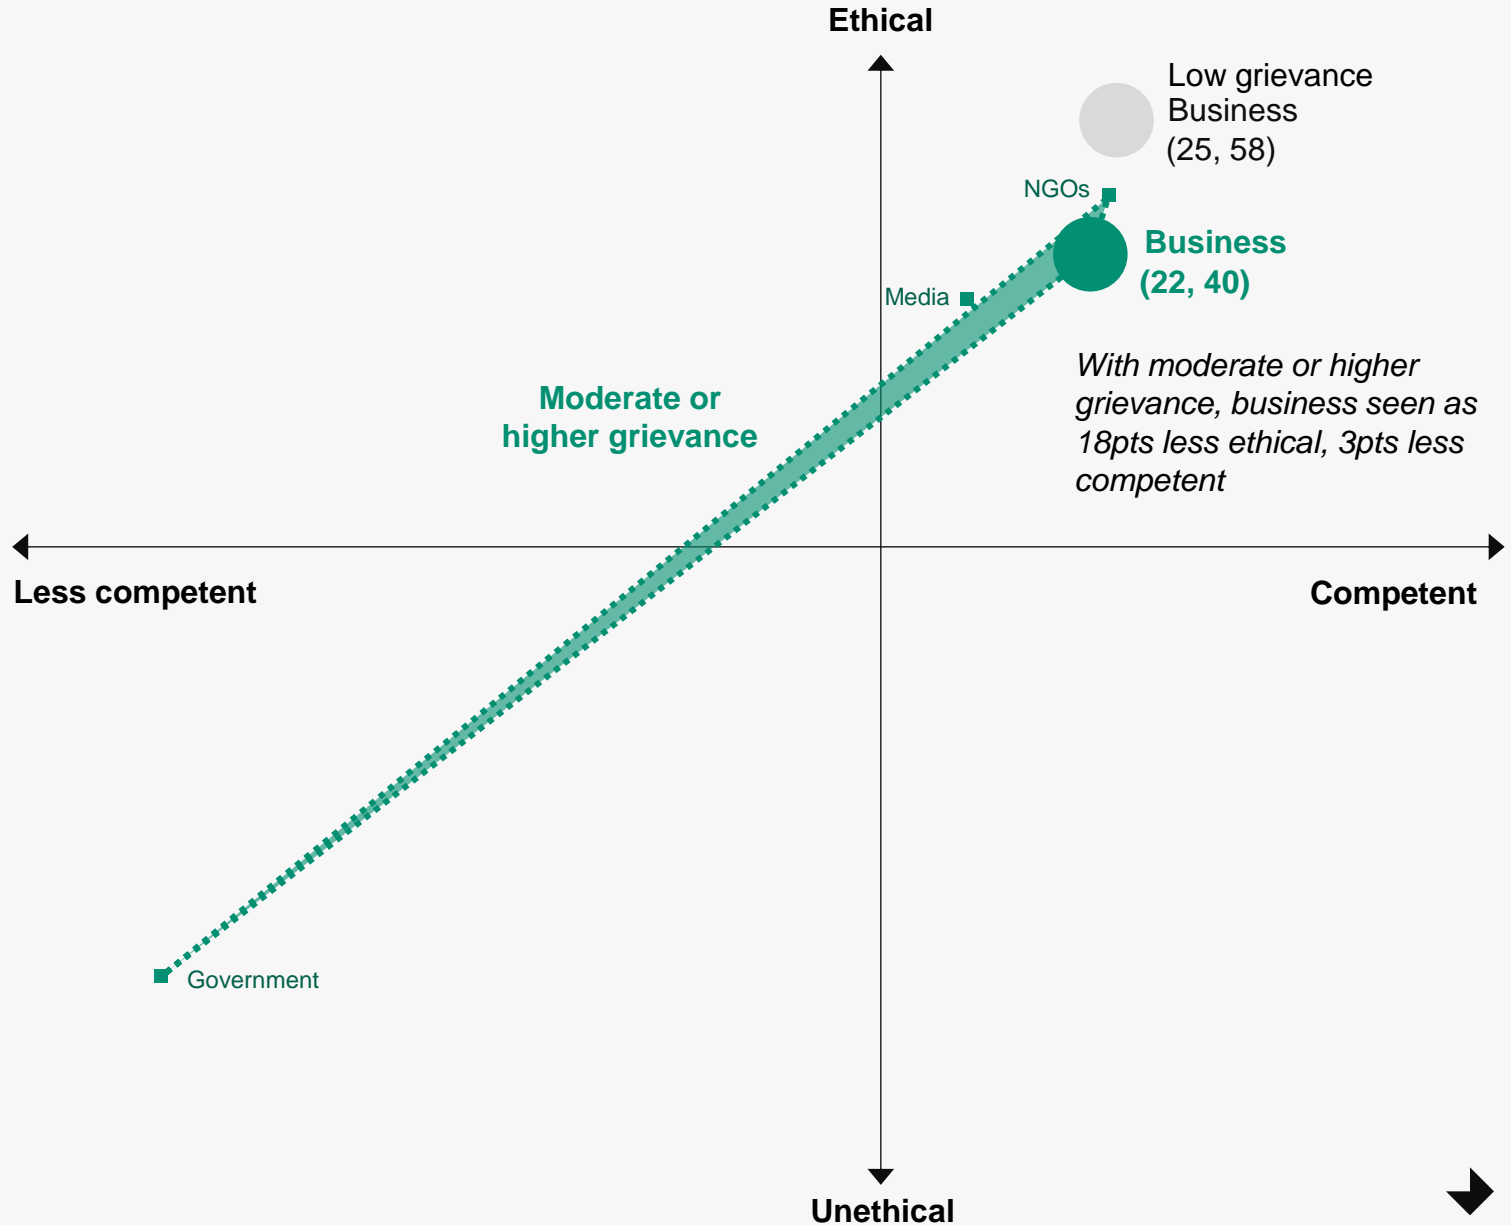 Ethical
Low grievance
Business
(25, 58)
NGOs
Business
(22, 40)
Media
With moderate or higher
grievance, business seen as
18pts less ethical, 3pts less
competent
Moderate or
higher grievance
Less competent
Competent
Government
Unethical